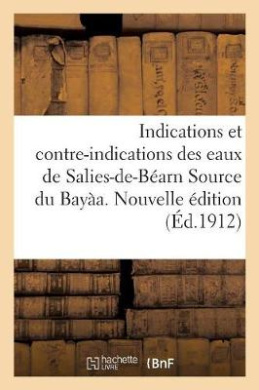 Indications et
contre-indications des eaux
de Salies-de-Béarn Source
du Bayàa. Nouvelle édition
(Éd.1912)
hachette
LIVRE
{BnF